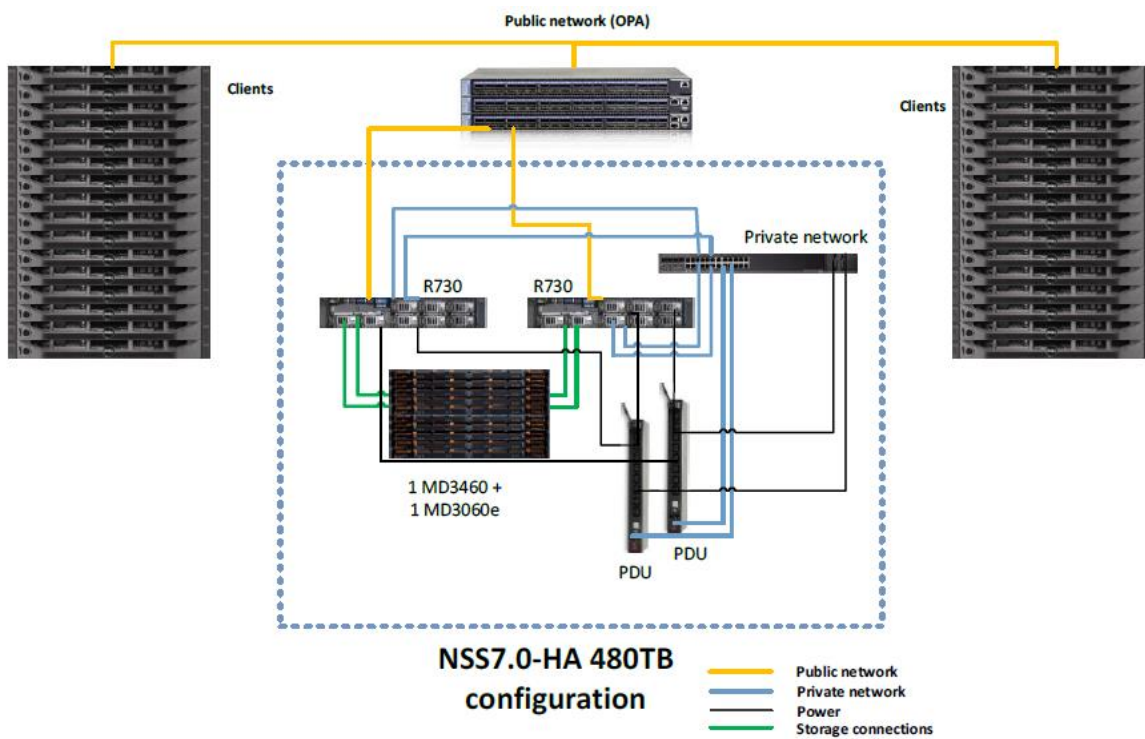 Public network (OPA)
Clients
Clients
Private network
R730
R730
1 MD3460 +
1 MD3060e
PDU
PDU
NSS7.0-HA 480TB
configuration
Public network
Private network
Power
Storage connections